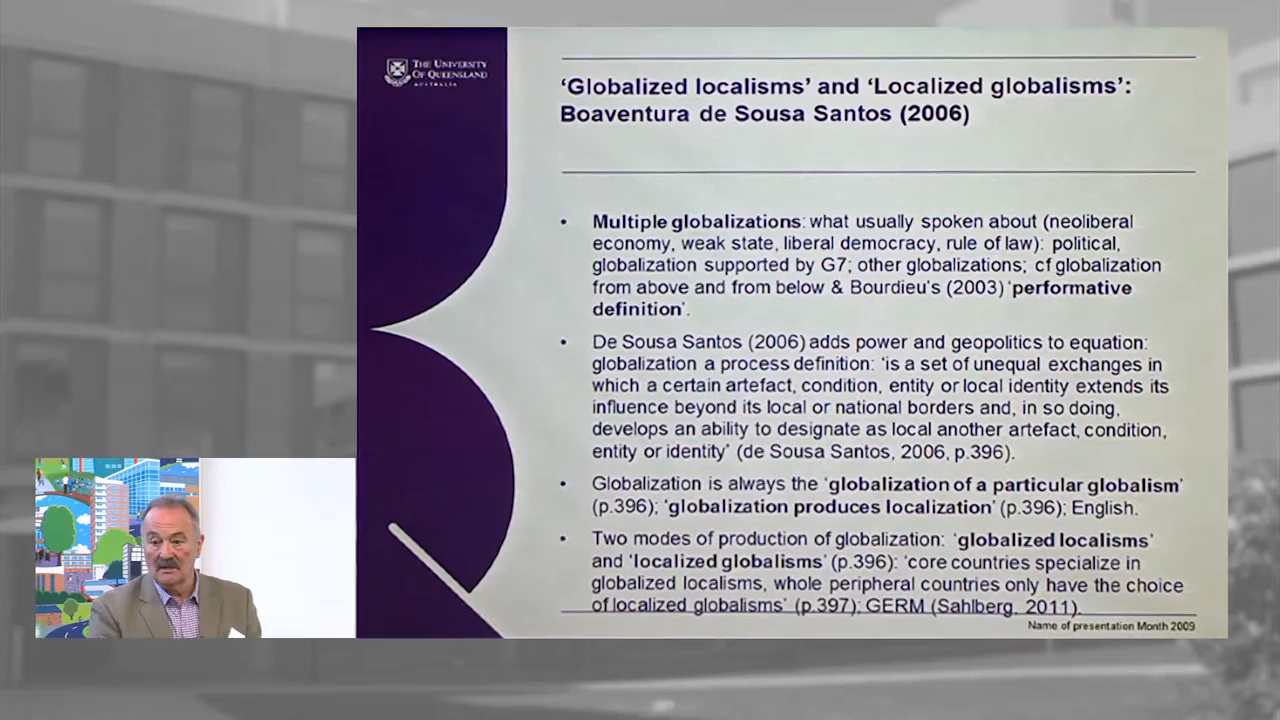 THE UNIVERSITY
OF QUEENSLAND
AUSTRALIA
‘Globalized localisms’ and ‘Localized globalisms’:
Boaventura de Sousa Santos (2006)
• Multiple globalizations: what usually spoken about (neoliberal
economy, weak state, liberal democracy, rule of law): political,
globalization supported by G7; other globalizations; cf globalization
from above and from below & Bourdieu’s (2003) ‘performative
definition’.
• De Sousa Santos (2006) adds power and geopolitics to equation:
globalization a process definition: ‘is a set of unequal exchanges in
which a certain artefact, condition, entity or local identity extends its
influence beyond its local or national borders and, in so doing,
develops an ability to designate as local another artefact, condition,
entity or identity’ (de Sousa Santos, 2006, p.396).
• Globalization is always the ‘globalization of a particular globalism’
(p.396); ‘globalization produces localization’ (p.396); English.
• Two modes of production of globalization: ‘globalized localisms’
and ‘localized globalisms’ (p.396): ‘core countries specialize in
globalized localisms, whole peripheral countries only have the choice
of localized globalisms’ (p.397); GERM (Sahlberg, 2011).
Name of presentation Month 2009